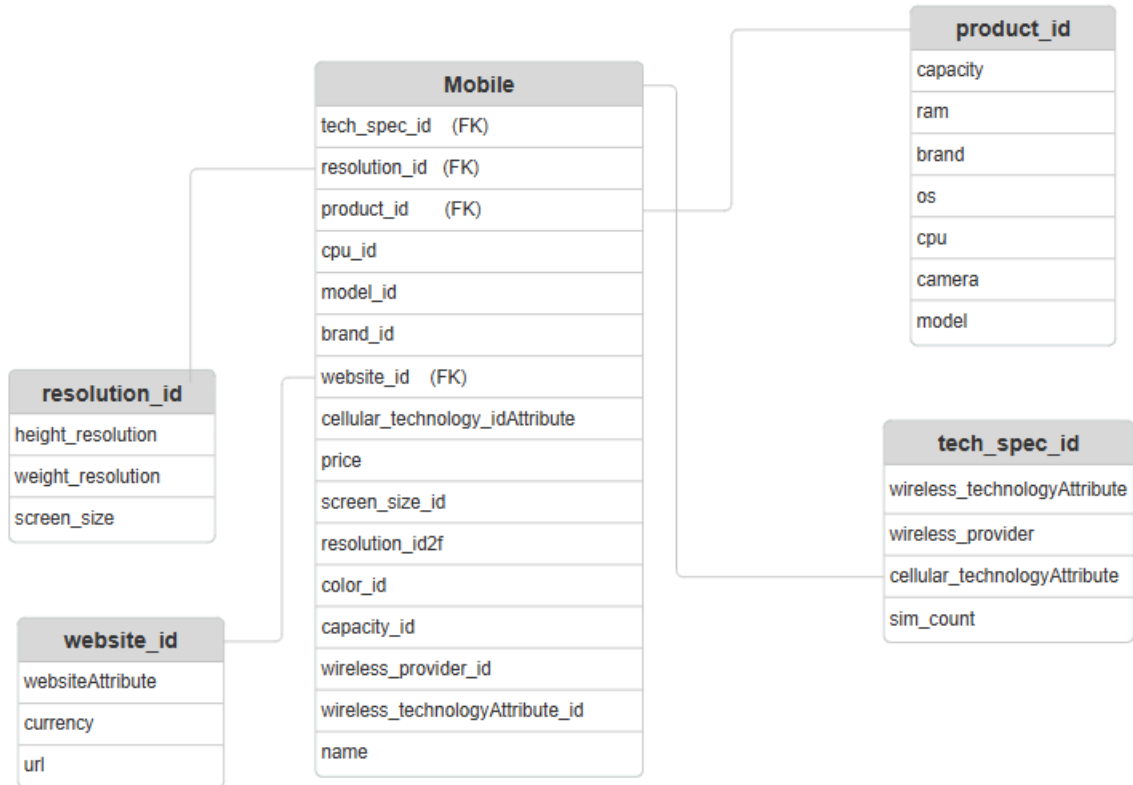 product_id
capacity
ram
brand
os
cpu
camera
model
Mobile
tech_spec_id (FK)
resolution_id (FK)
product_id (FK)
cpu_id
model_id
brand_id
website_id (FK)
cellular_technology_idAttribute
price
screen_size_id
resolution_id2f
color_id
capacity_id
wireless_provider_id
wireless_technologyAttribute_id
name
resolution_id
height_resolution
weight_resolution
screen_size
website_id
websiteAttribute
currency
url
tech_spec_id
wireless_technologyAttribute
wireless_provider
cellular_technologyAttribute
sim_count